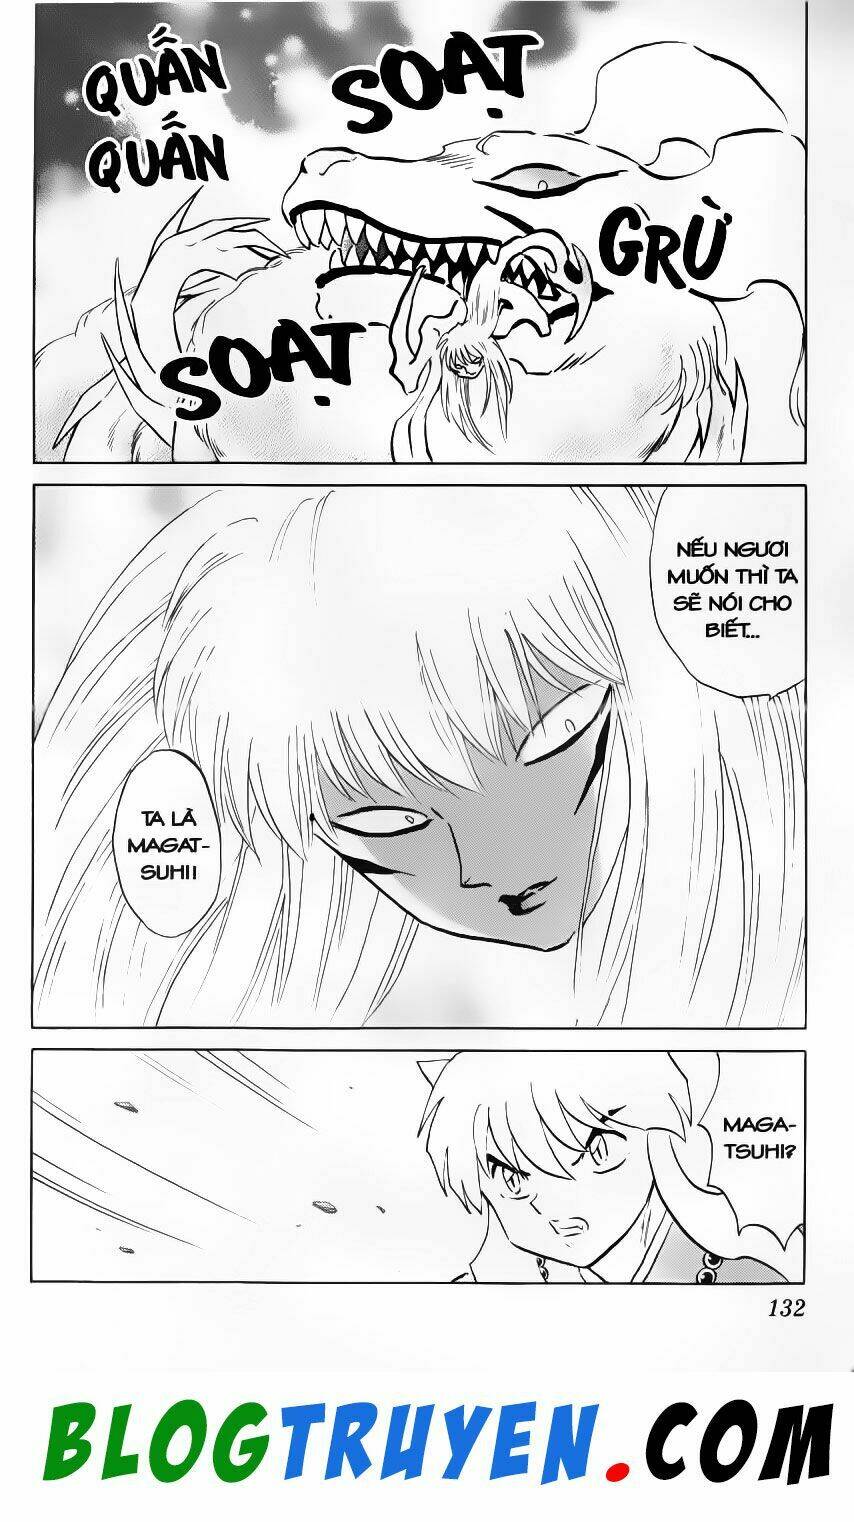 QUẤN
QUẤN
SOẠT
GRỪ
SOẠT
NẾU NGƯƠI
MUỐN THÌ TA
SẼ NÓI CHO
BIẾT...
TA LÀ
MAGAT-
SUHI!
MAGA-
TSUHI?
132
BLOGTRUYEN.COM